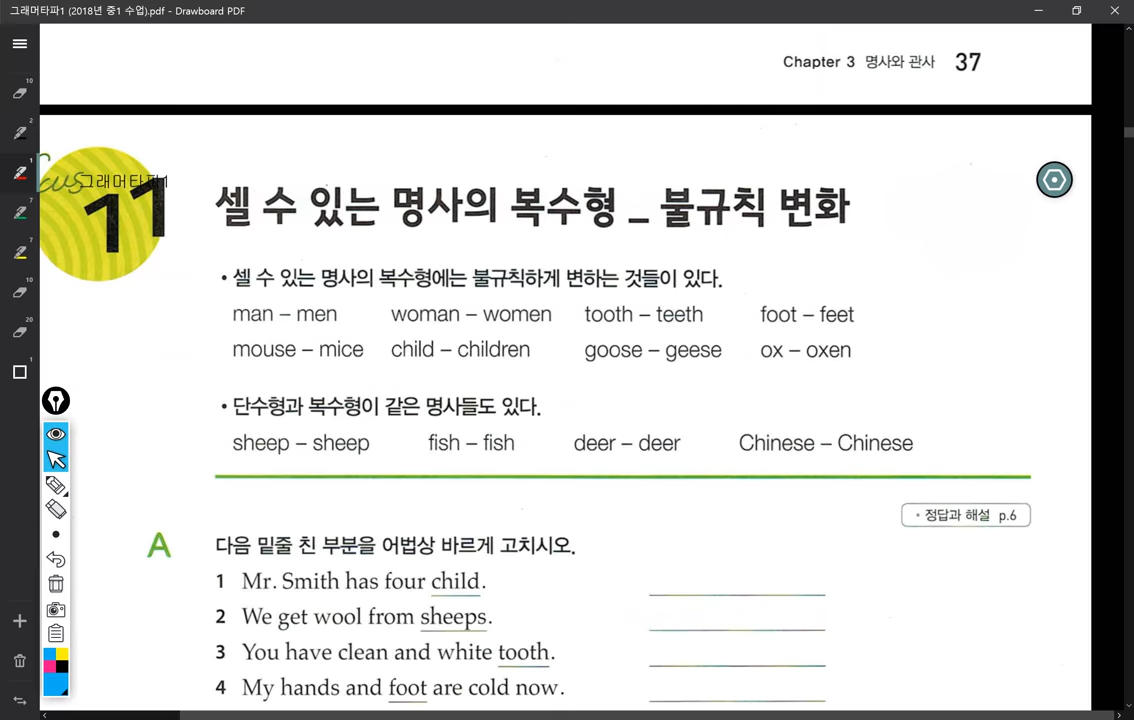 그래머타파1 (2018년 중1 수업).pdf - Drawboard PDF
Chapter 3 명사와 관사 37
그래머타파1
11
셀 수 있는 명사의 복수형 _ 불규칙 변화
• 셀 수 있는 명사의 복수형에는 불규칙하게 변하는 것들이 있다.
man – men woman – women tooth – teeth foot – feet
mouse – mice child – children goose – geese ox – oxen
• 단수형과 복수형이 같은 명사들도 있다.
sheep – sheep fish – fish deer – deer Chinese – Chinese
• 정답과 해설 p.6
A 다음 밑줄 친 부분을 어법상 바르게 고치시오.
1 Mr. Smith has four child.
2 We get wool from sheeps.
3 You have clean and white tooth.
4 My hands and foot are cold now.
10
2
1
7
7
10
20
1